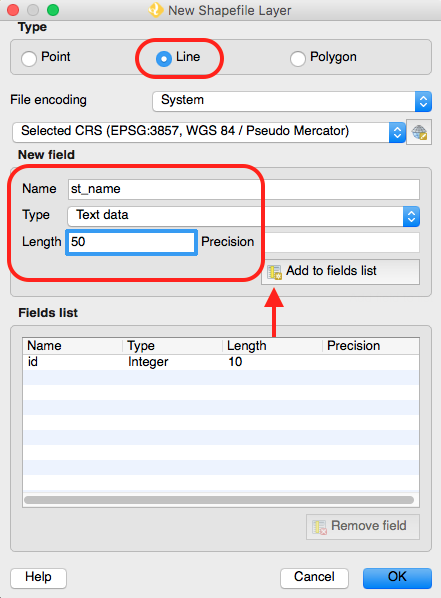 New Shapefile Layer
Type
Point Line Polygon
File encoding System
Selected CRS (EPSG:3857, WGS 84 / Pseudo Mercator)
New field
Name st_name
Type Text data
Length 50 Precision
Add to fields list
Fields list
Name Type Length Precision
id Integer 10
Remove field
Help Cancel OK